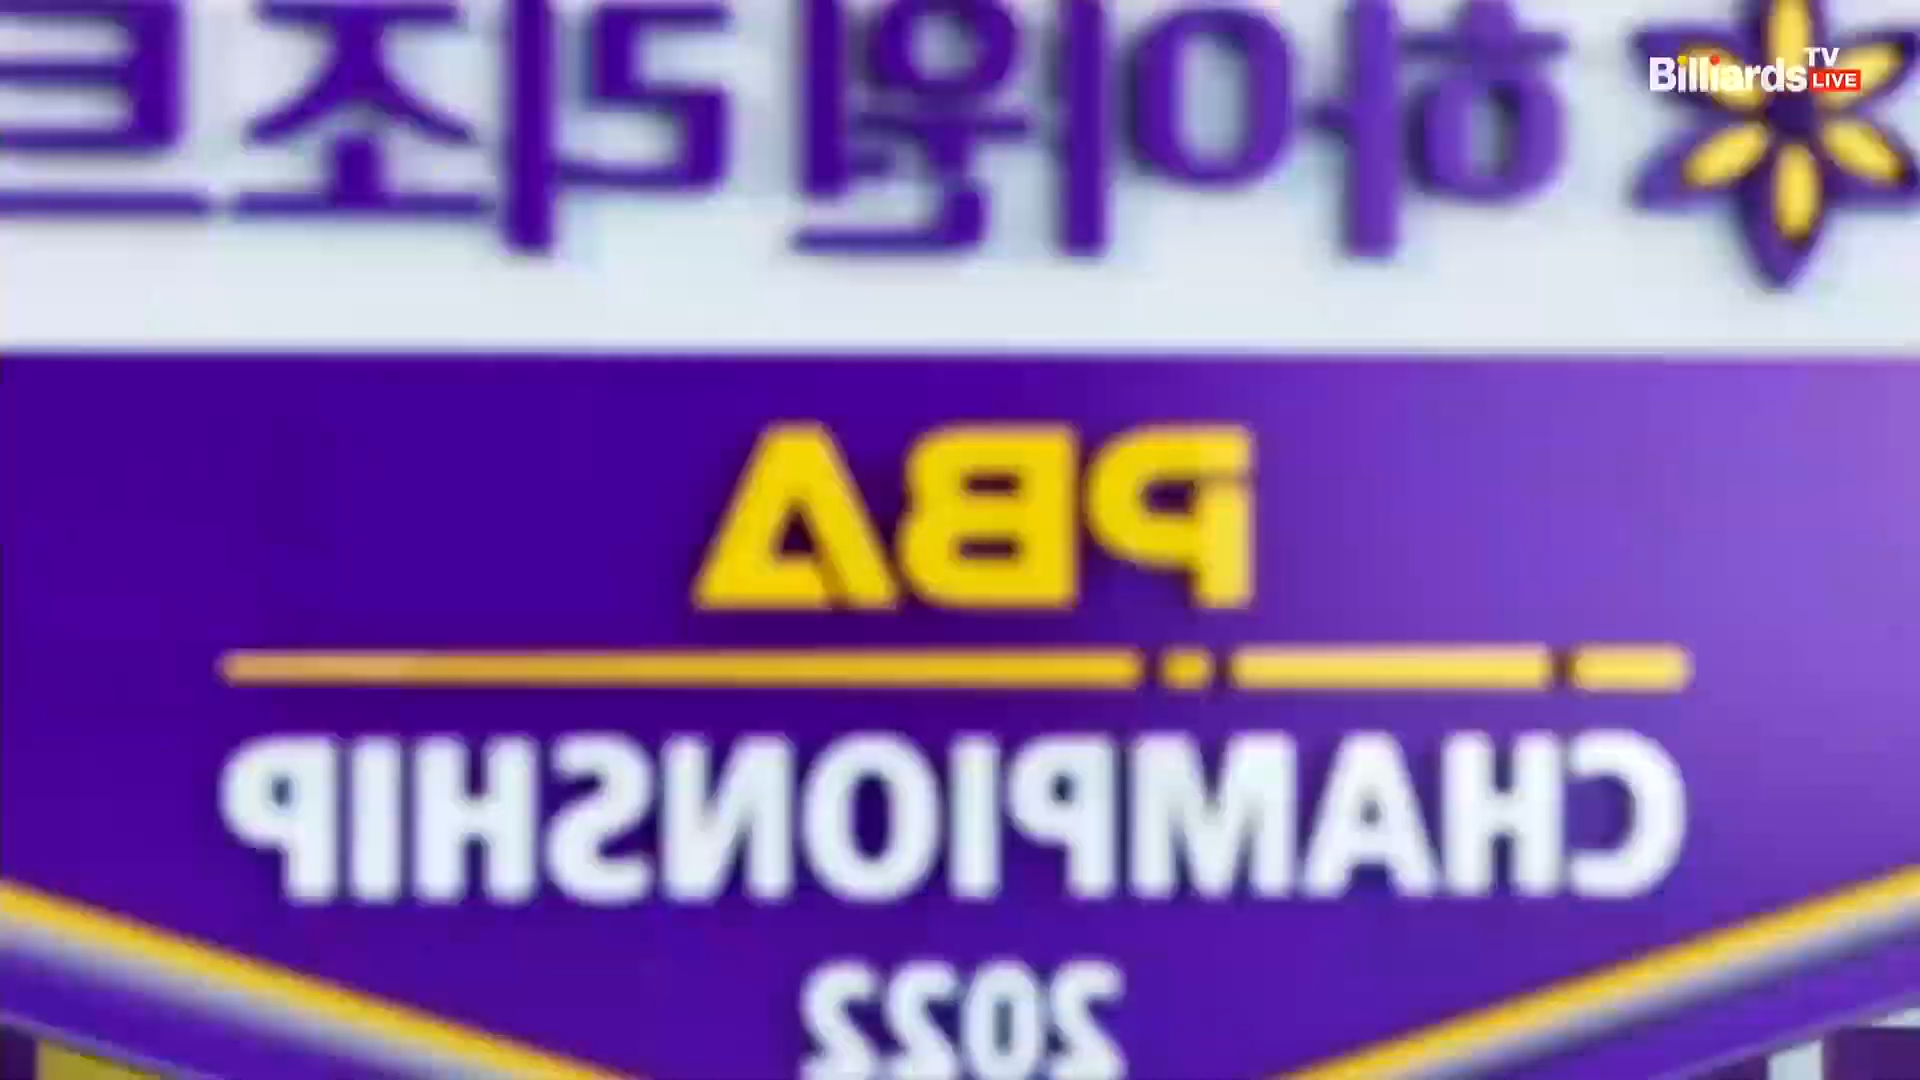 Billiards TV LIVE
하이원리조트
PBA
CHAMPIONSHIP
2022